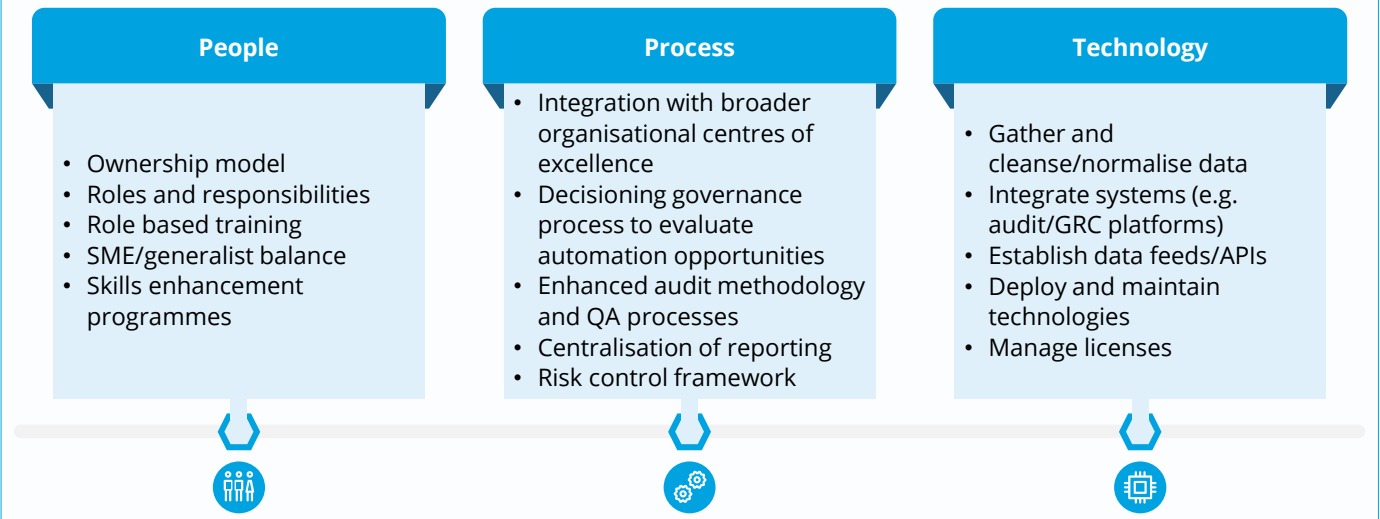 People
• Ownership model
• Roles and responsibilities
• Role based training
• SME/generalist balance
• Skills enhancement
programmes
Process
• Integration with broader
organisational centres of
excellence
• Decisioning governance
process to evaluate
automation opportunities
• Enhanced audit methodology
and QA processes
• Centralisation of reporting
• Risk control framework
Technology
• Gather and
cleanse/normalise data
• Integrate systems (e.g.
audit/GRC platforms)
• Establish data feeds/APIs
• Deploy and maintain
technologies
• Manage licenses